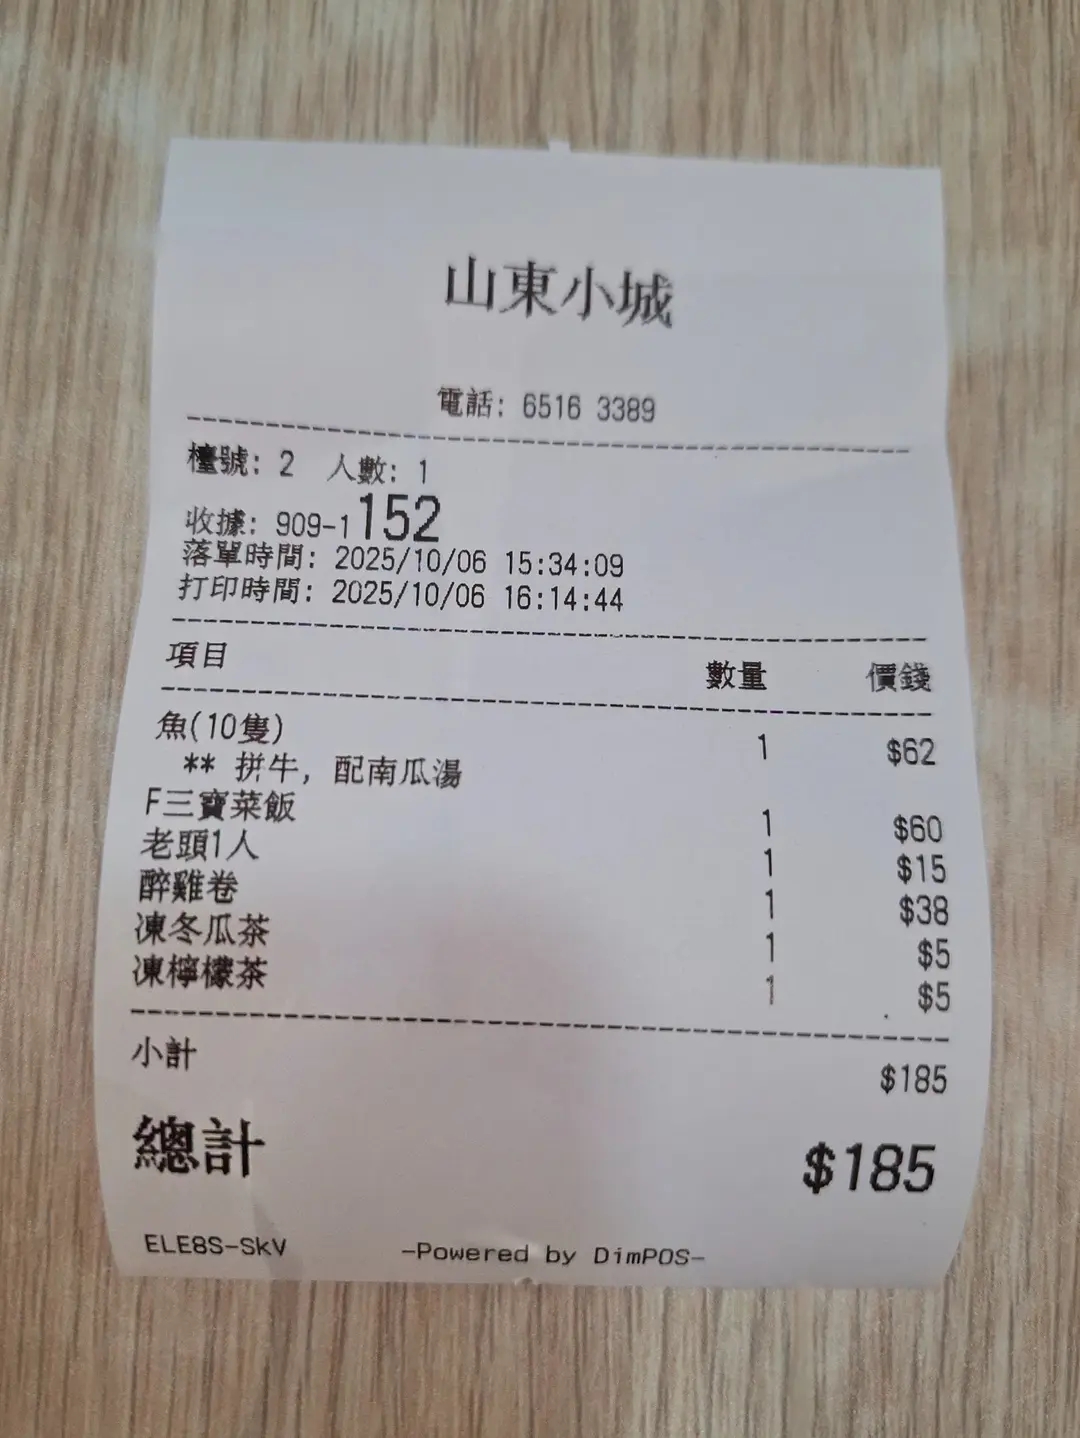 山東小城
電話: 6516 3389
檯號: 2 人數: 1
收據: 909-1152
落單時間: 2025/10/06 15:34:09
打印時間: 2025/10/06 16:14:44
項目 數量 價錢
魚(10隻) 1 $62
** 拼牛, 配南瓜湯
F三寶菜飯 1 $60
老頭1人 1 $15
醉雞卷 1 $38
凍冬瓜茶 1 $5
凍檸檬茶 1 $5
小計 $185
總計 $185
ELE8S-SkV -Powered by DimPOS-